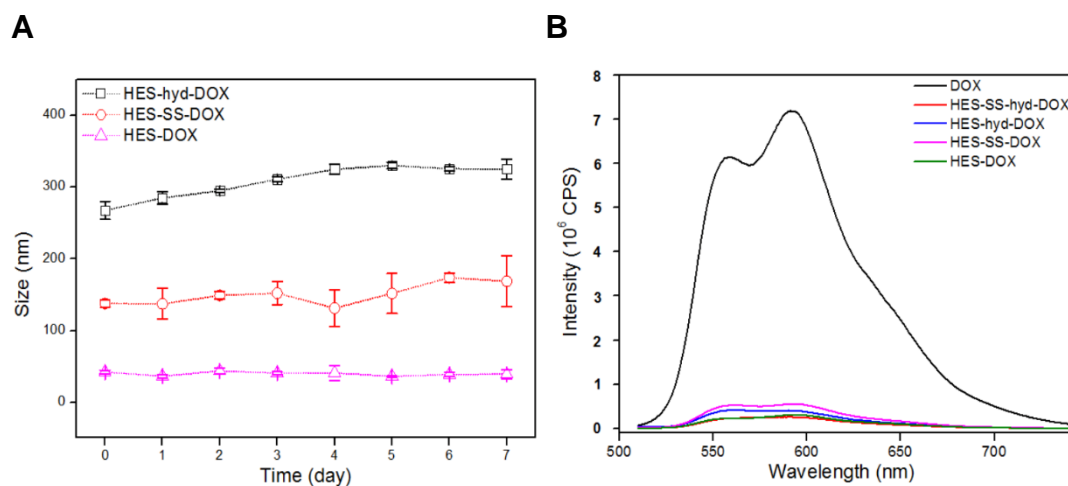 A
HES-hyd-DOX
HES-SS-DOX
HES-DOX
400
300
200
100
0
Size (nm)
0 1 2 3 4 5 6 7
Time (day)
B
DOX
HES-SS-hyd-DOX
HES-hyd-DOX
HES-SS-DOX
HES-DOX
8
7
6
5
4
3
2
1
0
Intensity (10⁶ CPS)
500 550 600 650 700
Wavelength (nm)